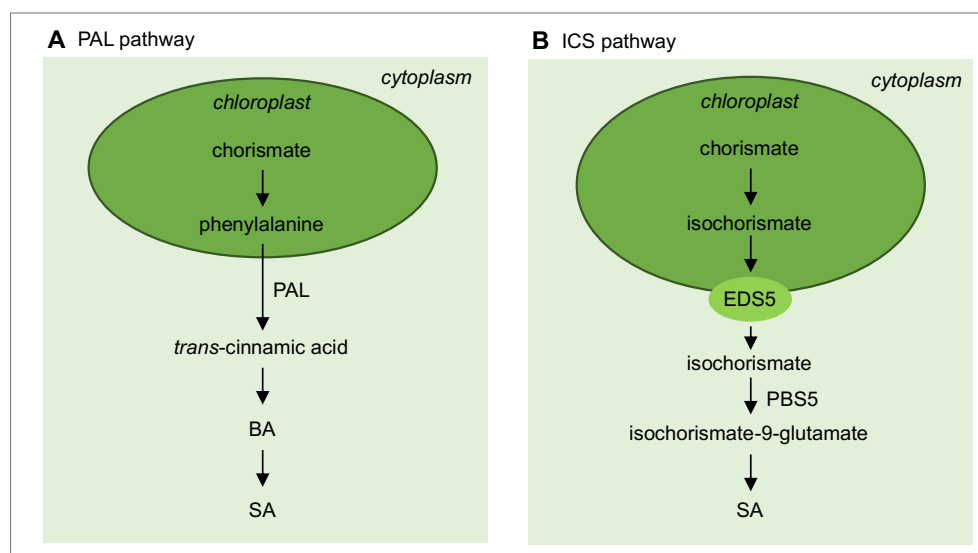 A PAL pathway
cytoplasm
chloroplast
chorismate
phenylalanine
PAL
trans-cinnamic acid
BA
SA
B ICS pathway
cytoplasm
chloroplast
chorismate
isochorismate
EDS5
isochorismate
PBS5
isochorismate-9-glutamate
SA